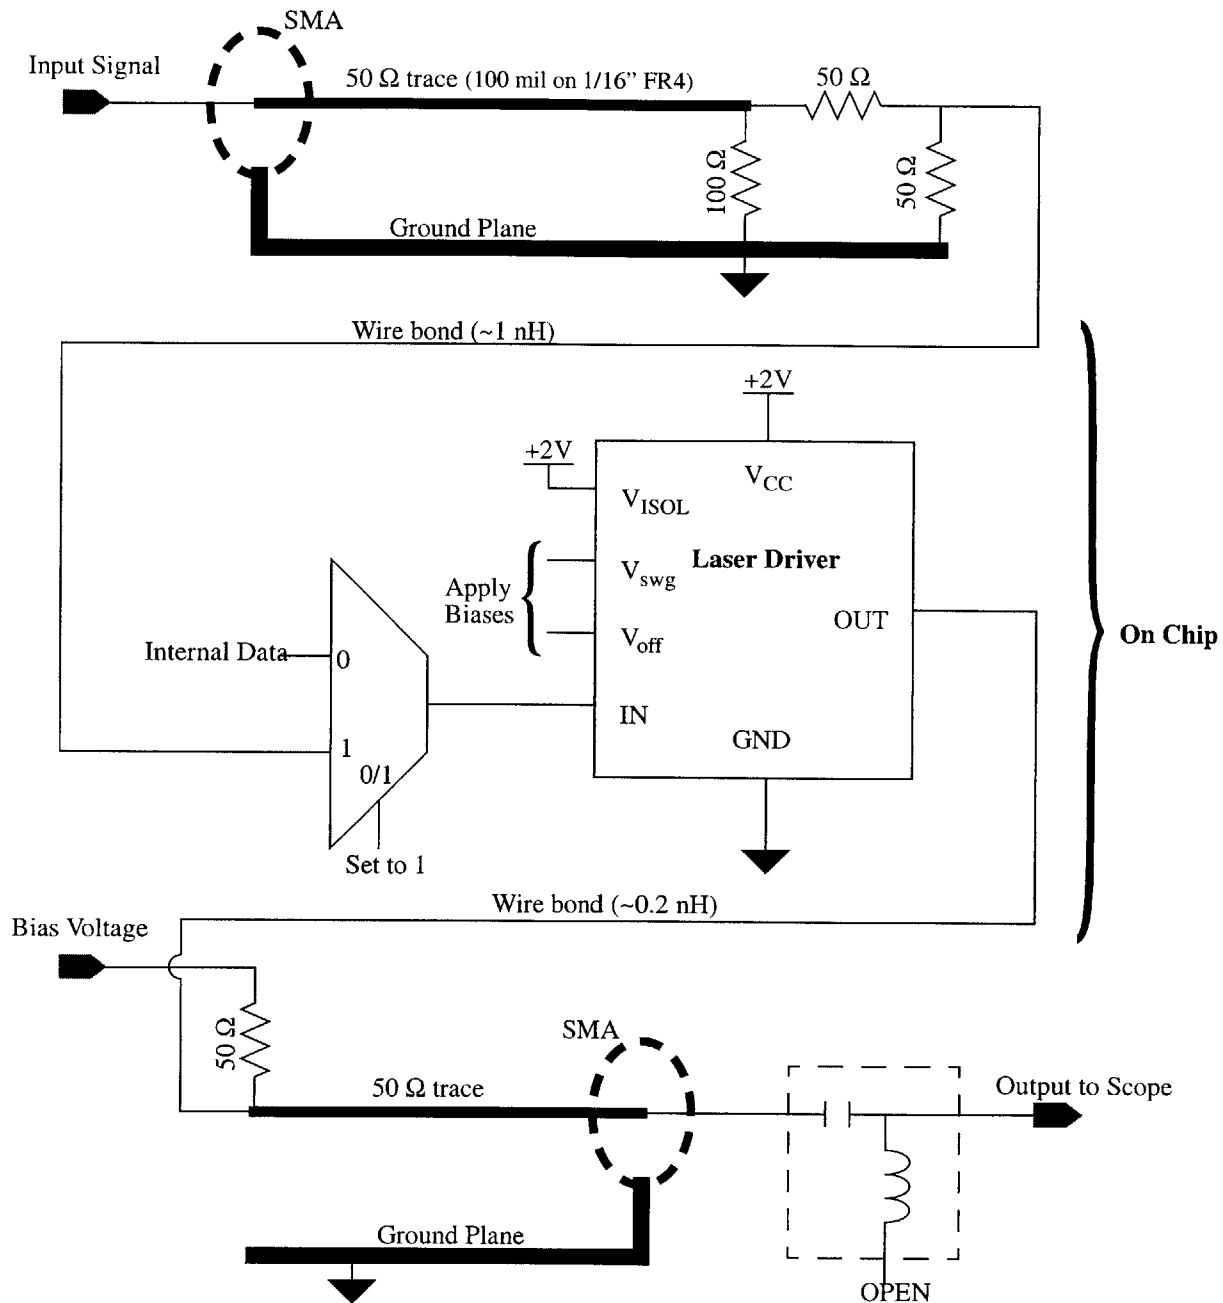 SMA
Input Signal
50 Ω trace (100 mil on 1/16” FR4)
50 Ω
100 Ω
50 Ω
Ground Plane
Wire bond (~1 nH)
+2V
+2V
VCC
VISOL
Laser Driver
Vswg
Apply
Biases
OUT
Voff
On Chip
Internal Data
0
IN
GND
1
0/1
Set to 1
Wire bond (~0.2 nH)
Bias Voltage
50 Ω
SMA
50 Ω trace
Output to Scope
Ground Plane
OPEN